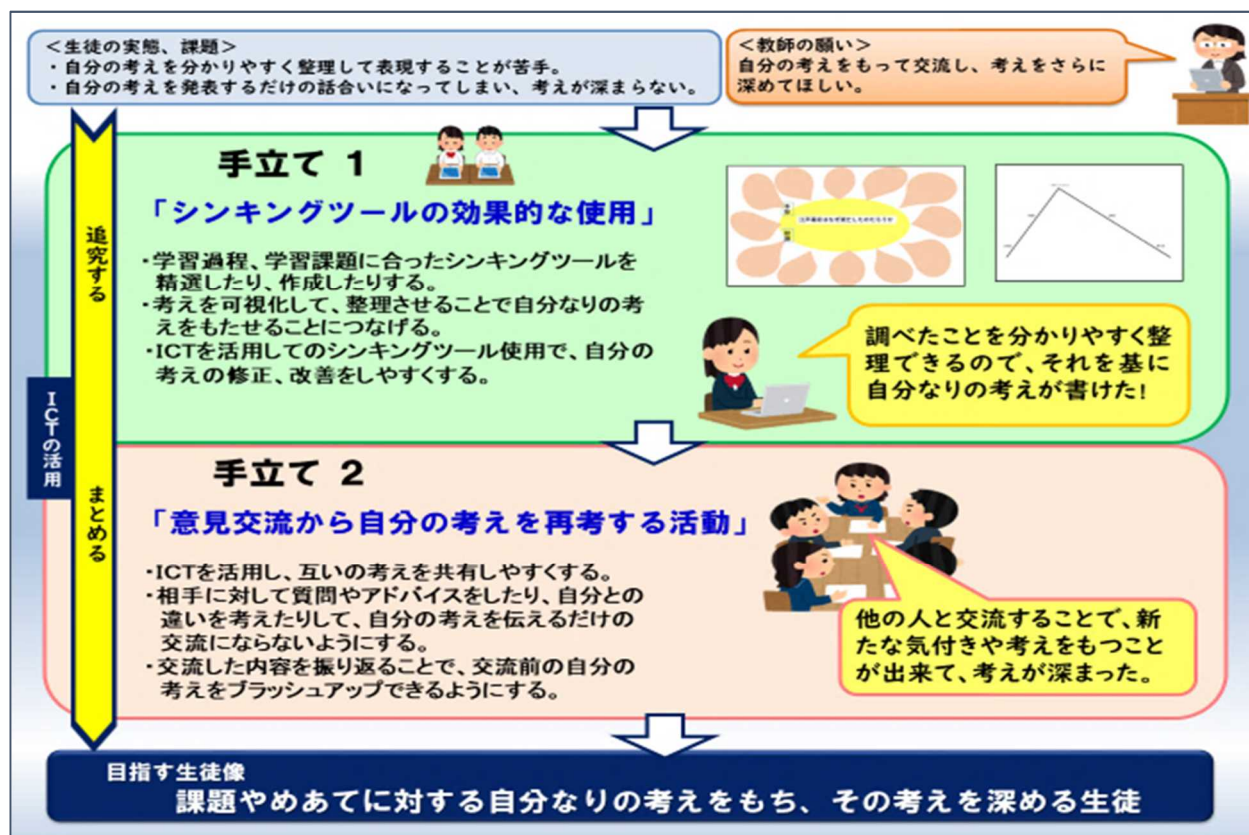 <生徒の実態、課題>
・自分の考えを分かりやすく整理して表現することが苦手。
・自分の考えを発表するだけの話合いになってしまい、考えが深まらない。
<教師の願い>
自分の考えをもって交流し、考えをさらに
深めてほしい。
追究する
ICTの活用
まとめる
手立て 1
「シンキングツールの効果的な使用」
・学習過程、学習課題に合ったシンキングツールを
精選したり、作成したりする。
・考えを可視化して、整理させることで自分なりの考
えをもたせることにつなげる。
・ICTを活用してのシンキングツール使用で、自分の
考えの修正、改善をしやすくする。
調べたことを分かりやすく整
理できるので、それを基に
自分なりの考えが書けた!
手立て 2
「意見交流から自分の考えを再考する活動」
・ICTを活用し、互いの考えを共有しやすくする。
・相手に対して質問やアドバイスをしたり、自分との
違いを考えたりして、自分の考えを伝えるだけの
交流にならないようにする。
・交流した内容を振り返ることで、交流前の自分の
考えをブラッシュアップできるようにする。
他の人と交流することで、新
たな気付きや考えをもつこと
が出来て、考えが深まった。
目指す生徒像
課題やめあてに対する自分なりの考えをもち、その考えを深める生徒